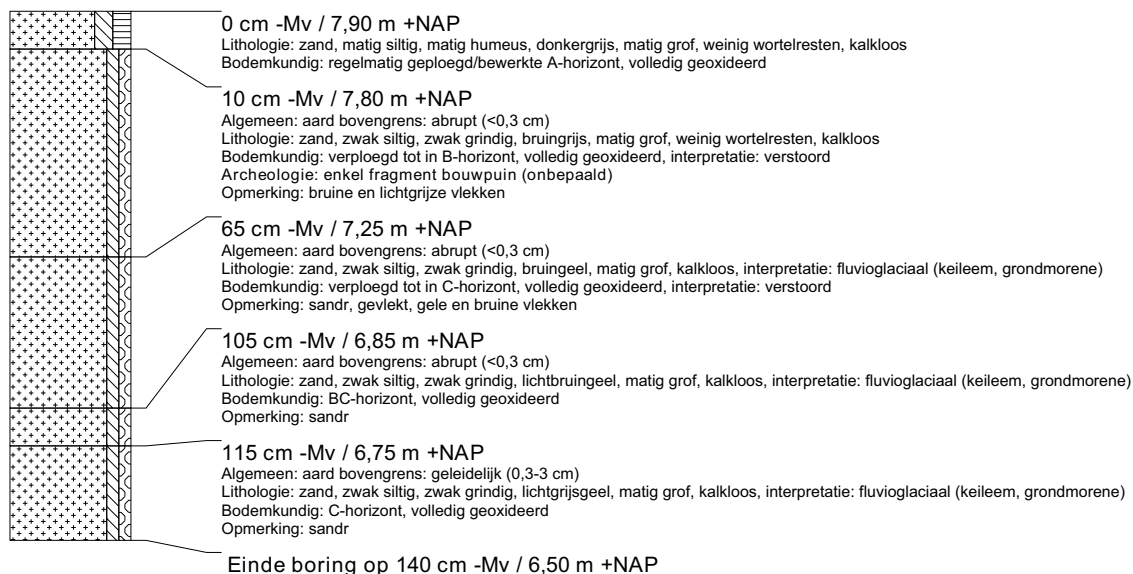 0 cm -Mv / 7,90 m +NAP
Lithologie: zand, matig siltig, matig humeus, donkergrijs, matig grof, weinig wortelresten, kalkloos
Bodemkundig: regelmatig geploegd/bewerkte A-horizont, volledig geoxideerd
10 cm -Mv / 7,80 m +NAP
Algemeen: aard bovengrens: abrupt (<0,3 cm)
Lithologie: zand, zwak siltig, zwak grindig, bruingrijs, matig grof, weinig wortelresten, kalkloos
Bodemkundig: verploegd tot in B-horizont, volledig geoxideerd, interpretatie: verstoord
Archeologie: enkel fragment bouwpuin (onbepaald)
Opmerking: bruine en lichtgrijze vlekken
65 cm -Mv / 7,25 m +NAP
Algemeen: aard bovengrens: abrupt (<0,3 cm)
Lithologie: zand, zwak siltig, zwak grindig, bruingeel, matig grof, kalkloos, interpretatie: fluvioglaciaal (keileem, grondmorene)
Bodemkundig: verploegd tot in C-horizont, volledig geoxideerd, interpretatie: verstoord
Opmerking: sandr, gevlekt, gele en bruine vlekken
105 cm -Mv / 6,85 m +NAP
Algemeen: aard bovengrens: abrupt (<0,3 cm)
Lithologie: zand, zwak siltig, zwak grindig, lichtbruingeel, matig grof, kalkloos, interpretatie: fluvioglaciaal (keileem, grondmorene)
Bodemkundig: BC-horizont, volledig geoxideerd
Opmerking: sandr
115 cm -Mv / 6,75 m +NAP
Algemeen: aard bovengrens: geleidelijk (0,3-3 cm)
Lithologie: zand, zwak siltig, zwak grindig, lichtgrijsgeel, matig grof, kalkloos, interpretatie: fluvioglaciaal (keileem, grondmorene)
Bodemkundig: C-horizont, volledig geoxideerd
Opmerking: sandr
Einde boring op 140 cm -Mv / 6,50 m +NAP